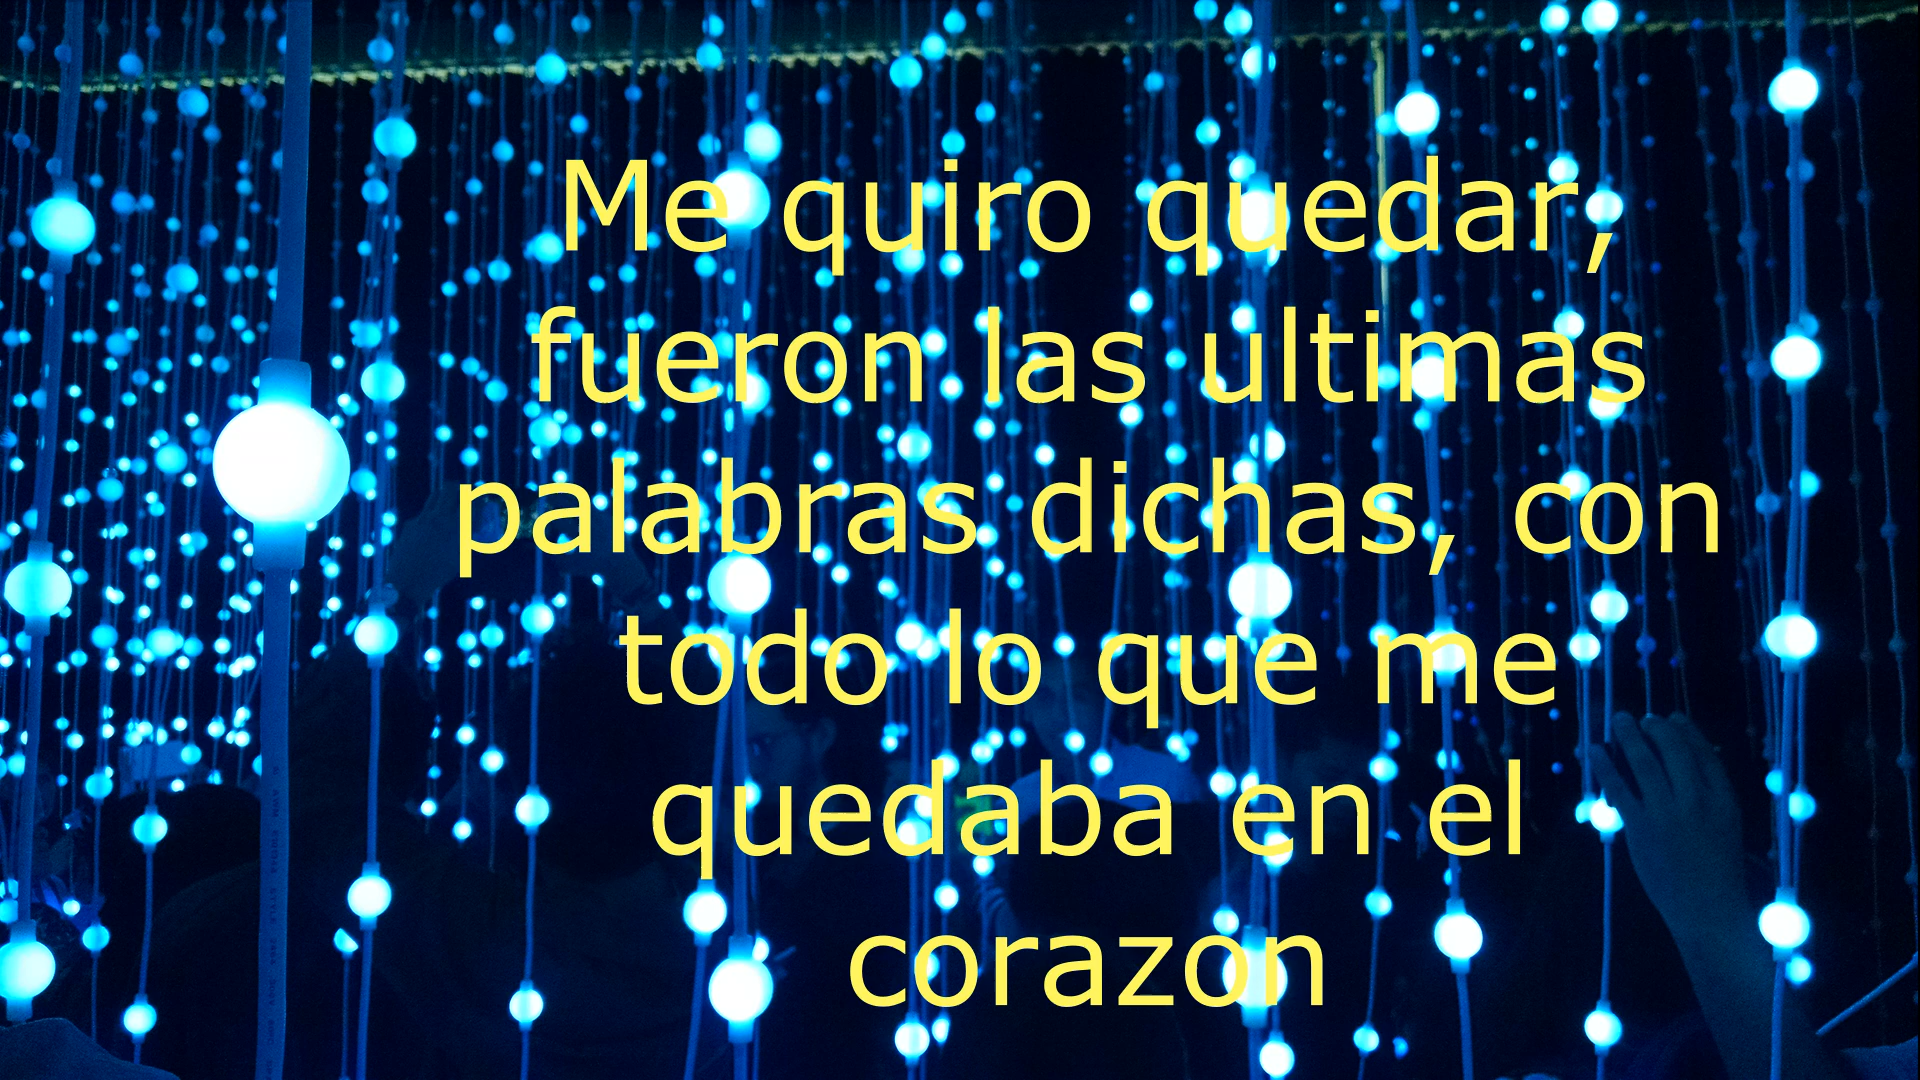 Me quiro quedar,
fueron las ultimas
palabras dichas, con
todo lo que me
quedaba en el
corazon